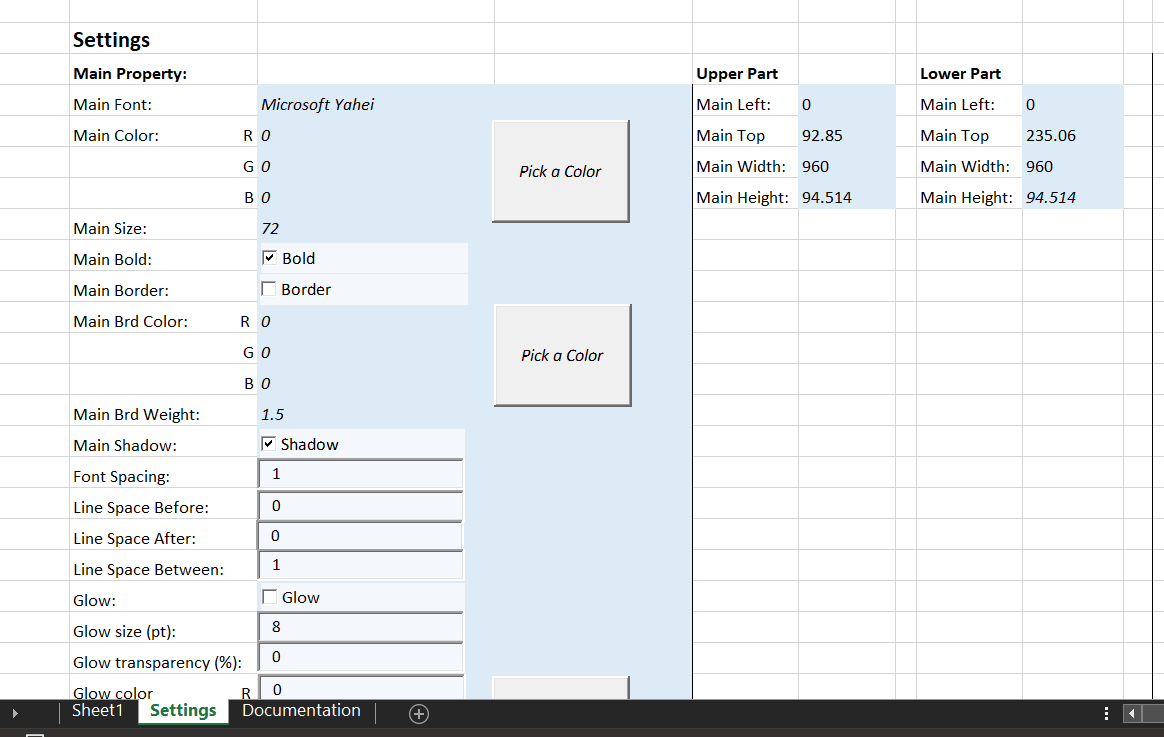 Settings
Main Property: Upper Part Lower Part
Main Font: Microsoft Yahei Main Left: 0 Main Left: 0
Main Color: R 0 Pick a Color Main Top 92.85 Main Top 235.06
G 0 Main Width: 960 Main Width: 960
B 0 Main Height: 94.514 Main Height: 94.514
Main Size: 72
Main Bold: Bold
Main Border: Border
Main Brd Color: R 0
G 0 Pick a Color
B 0
Main Brd Weight: 1.5
Main Shadow: Shadow
Font Spacing: 1
Line Space Before: 0
Line Space After: 0
Line Space Between: 1
Glow: Glow
Glow size (pt): 8
Glow transparency (%): 0
Glow color R 0
Sheet1 Settings Documentation